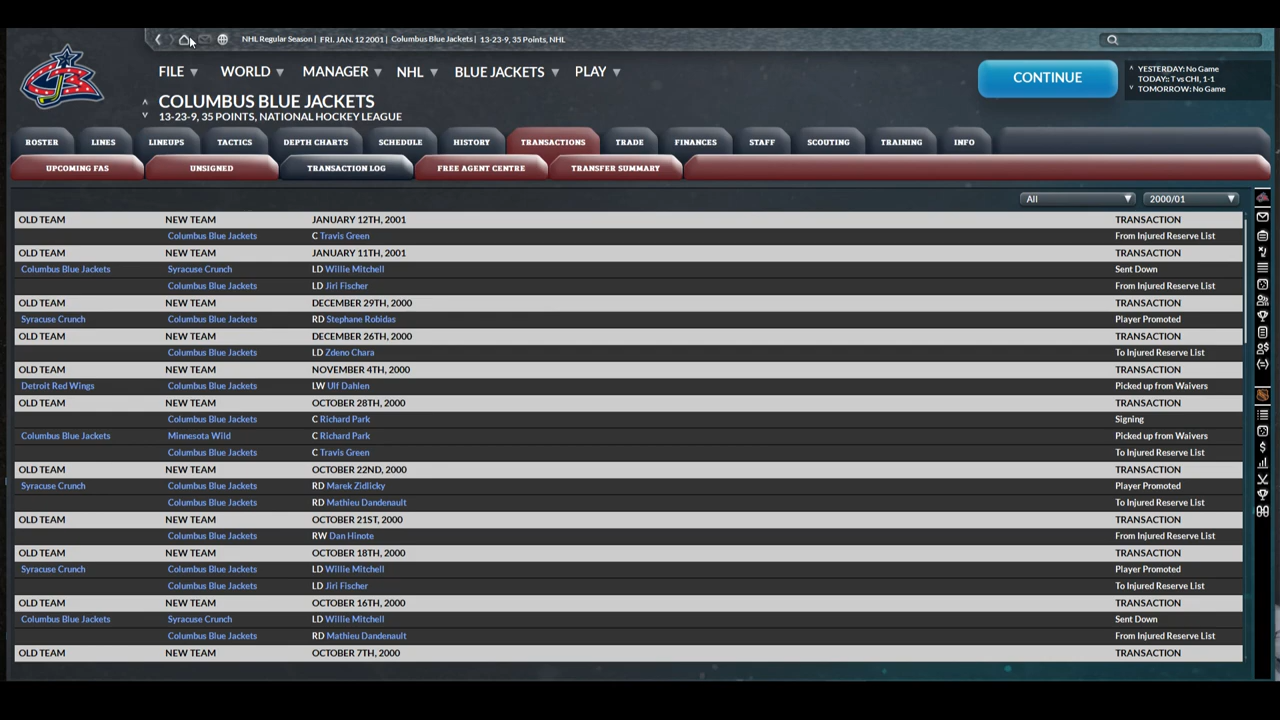 NHL Regular Season | FRI. JAN. 12 2001 | Columbus Blue Jackets | 13-23-9, 35 Points, NHL
FILE WORLD MANAGER NHL BLUE JACKETS PLAY
CONTINUE
YESTERDAY: No Game
TODAY:: T vs CHI, 1-1
TOMORROW: No Game
COLUMBUS BLUE JACKETS
13-23-9, 35 POINTS, NATIONAL HOCKEY LEAGUE
ROSTER LINES LINEUPS TACTICS DEPTH CHARTS SCHEDULE HISTORY TRANSACTIONS TRADE FINANCES STAFF SCOUTING TRAINING INFO
UPCOMING FAS UNSIGNED TRANSACTION LOG FREE AGENT CENTRE TRANSFER SUMMARY
All 2000/01
OLD TEAM NEW TEAM JANUARY 12TH, 2001 TRANSACTION
Columbus Blue Jackets C Travis Green From Injured Reserve List
OLD TEAM NEW TEAM JANUARY 11TH, 2001 TRANSACTION
Columbus Blue Jackets Syracuse Crunch LD Willie Mitchell Sent Down
Columbus Blue Jackets LD Jiri Fischer From Injured Reserve List
OLD TEAM NEW TEAM DECEMBER 29TH, 2000 TRANSACTION
Syracuse Crunch Columbus Blue Jackets RD Stephane Robidas Player Promoted
OLD TEAM NEW TEAM DECEMBER 26TH, 2000 TRANSACTION
Columbus Blue Jackets LD Zdeno Chara To Injured Reserve List
OLD TEAM NEW TEAM NOVEMBER 4TH, 2000 TRANSACTION
Detroit Red Wings Columbus Blue Jackets LW Ulf Dahlen Picked up from Waivers
OLD TEAM NEW TEAM OCTOBER 28TH, 2000 TRANSACTION
Columbus Blue Jackets C Richard Park Signing
Columbus Blue Jackets Minnesota Wild C Richard Park Picked up from Waivers
Columbus Blue Jackets C Travis Green To Injured Reserve List
OLD TEAM NEW TEAM OCTOBER 22ND, 2000 TRANSACTION
Syracuse Crunch Columbus Blue Jackets RD Marek Zidlicky Player Promoted
Columbus Blue Jackets RD Mathieu Dandenault To Injured Reserve List
OLD TEAM NEW TEAM OCTOBER 21ST, 2000 TRANSACTION
Columbus Blue Jackets RW Dan Hinote From Injured Reserve List
OLD TEAM NEW TEAM OCTOBER 18TH, 2000 TRANSACTION
Syracuse Crunch Columbus Blue Jackets LD Willie Mitchell Player Promoted
Columbus Blue Jackets LD Jiri Fischer To Injured Reserve List
OLD TEAM NEW TEAM OCTOBER 16TH, 2000 TRANSACTION
Columbus Blue Jackets Syracuse Crunch LD Willie Mitchell Sent Down
Columbus Blue Jackets RD Mathieu Dandenault From Injured Reserve List
OLD TEAM NEW TEAM OCTOBER 7TH, 2000 TRANSACTION